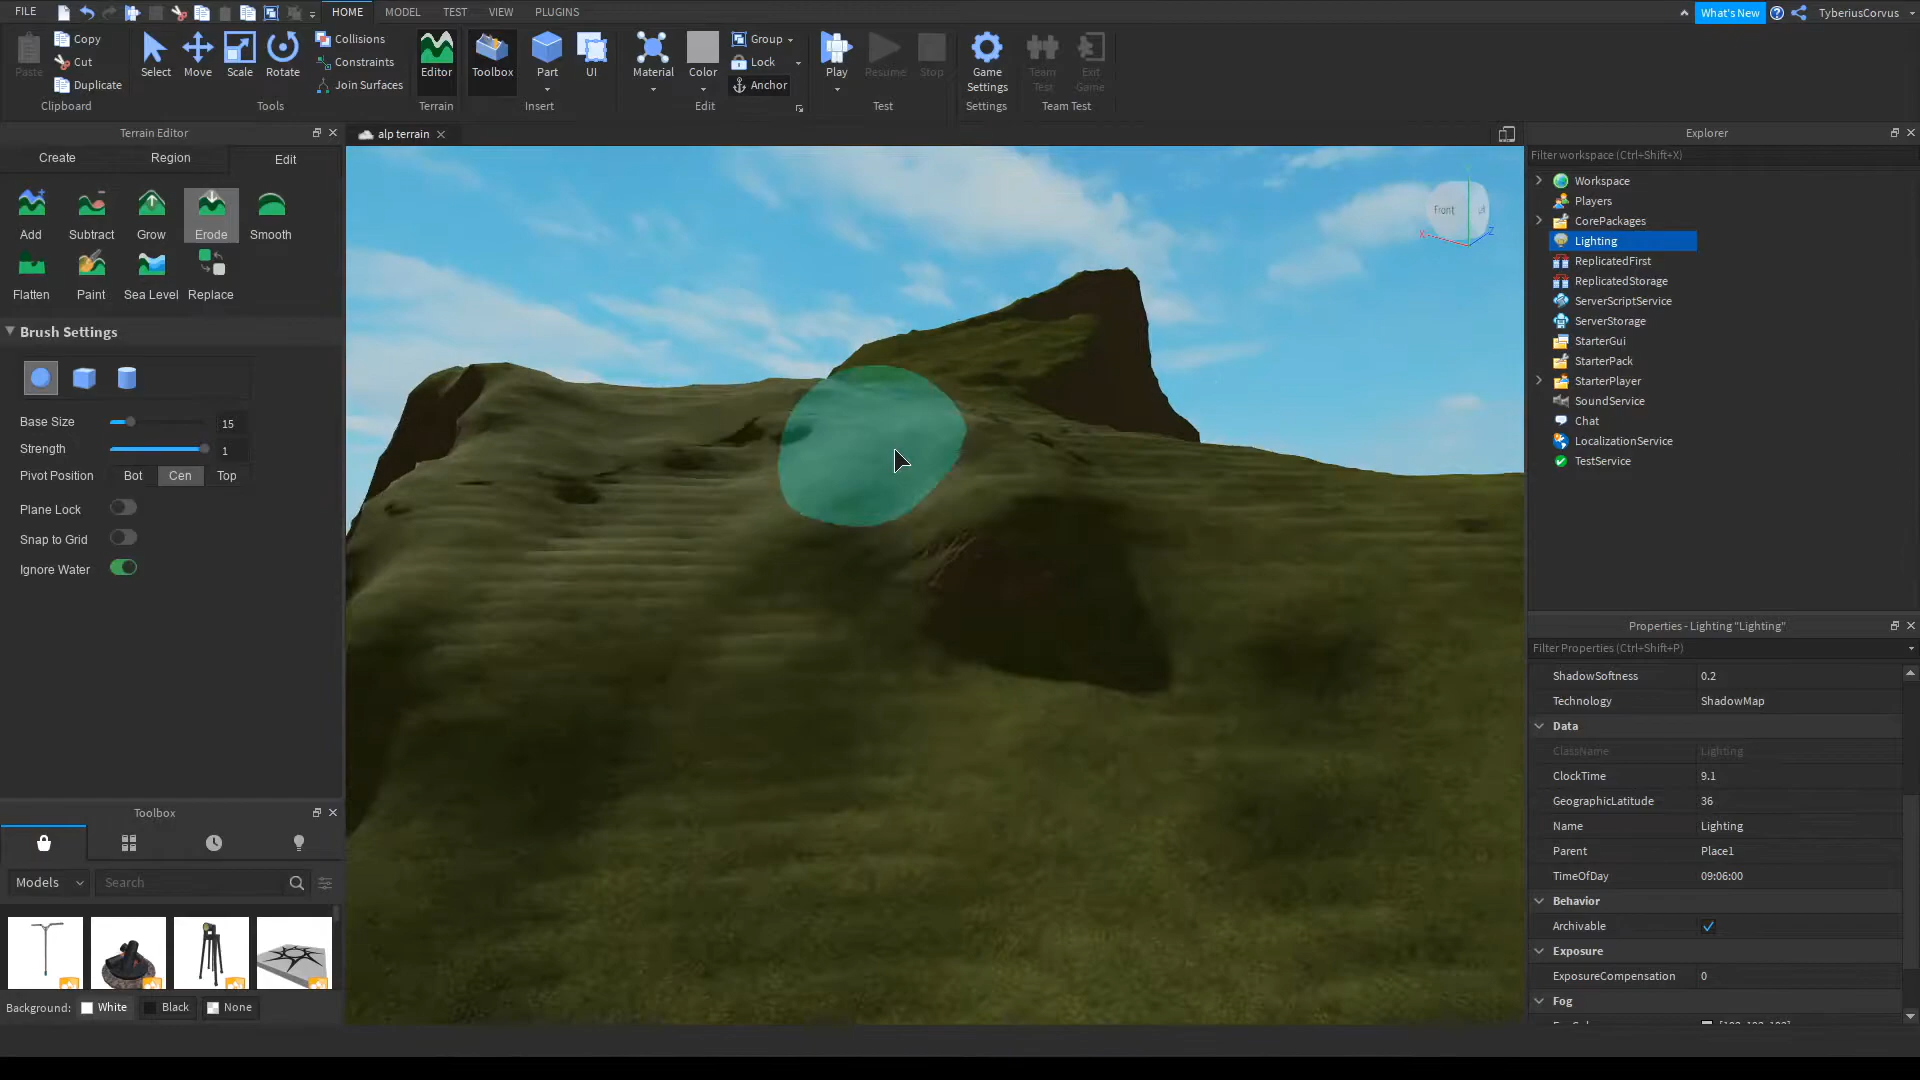 FILE
HOME
MODEL
TEST
VIEW
PLUGINS
What's New
TyberiusCorvus
Paste
Copy
Cut
Duplicate
Clipboard
Select
Move
Scale
Rotate
Collisions
Constraints
Join Surfaces
Tools
Editor
Terrain
Toolbox
Part
UI
Insert
Material
Color
Group
Lock
Anchor
Edit
Play
Resume
Stop
Test
Game
Settings
Settings
Team
Test
Exit
Game
Team Test
Terrain Editor
Create
Region
Edit
Add
Subtract
Grow
Erode
Smooth
Flatten
Paint
Sea Level
Replace
Brush Settings
Base Size
15
Strength
1
Pivot Position
Bot
Cen
Top
Plane Lock
Snap to Grid
Ignore Water
Toolbox
Models
Search
Background:
White
Black
None
alp terrain
Front
X
Z
Explorer
Filter workspace (Ctrl+Shift+X)
Workspace
Players
CorePackages
Lighting
ReplicatedFirst
ReplicatedStorage
ServerScriptService
ServerStorage
StarterGui
StarterPack
StarterPlayer
SoundService
Chat
LocalizationService
TestService
Properties - Lighting "Lighting"
Filter Properties (Ctrl+Shift+P)
ShadowSoftness 0.2
Technology ShadowMap
Data
ClassName Lighting
ClockTime 9.1
GeographicLatitude 36
Name Lighting
Parent Place1
TimeOfDay 09:06:00
Behavior
Archivable
Exposure
ExposureCompensation 0
Fog